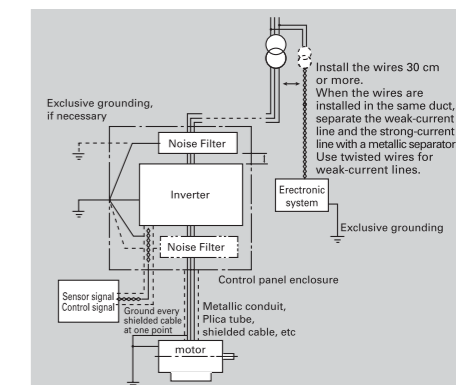 Install the wires 30 cm
or more.
When the wires are
installed in the same duct,
separate the weak-current
line and the strong-current
line with a metallic separator
Use twisted wires for
weak-current lines.
Exclusive grounding,
if necessary
Noise Filter
Inverter
Erectronic
system
Exclusive grounding
Noise Filter
Control panel enclosure
Sensor signal
Control signal
Ground every
shielded cable
at one point
Metallic conduit,
Plica tube,
shielded cable, etc
motor